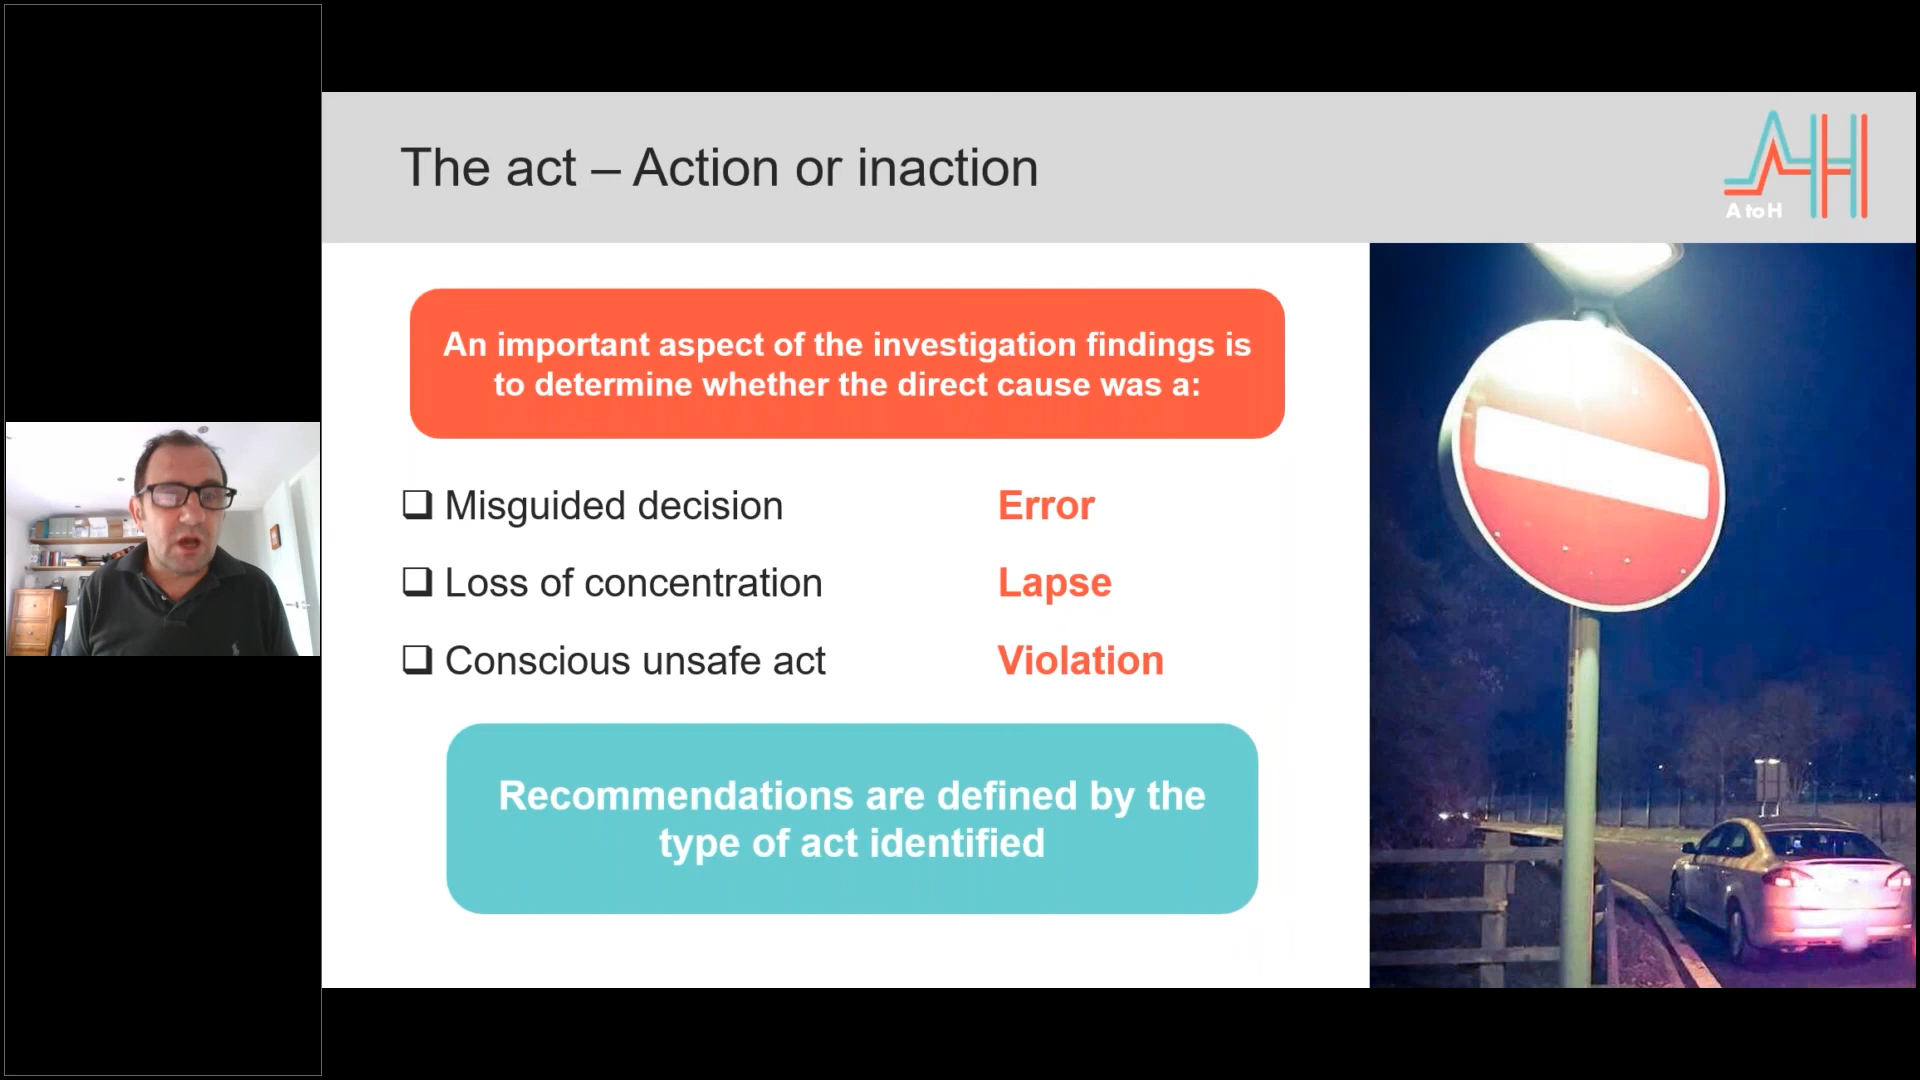 The act – Action or inaction
A to H
An important aspect of the investigation findings is
to determine whether the direct cause was a:
❑ Misguided decision Error
❑ Loss of concentration Lapse
❑ Conscious unsafe act Violation
Recommendations are defined by the
type of act identified